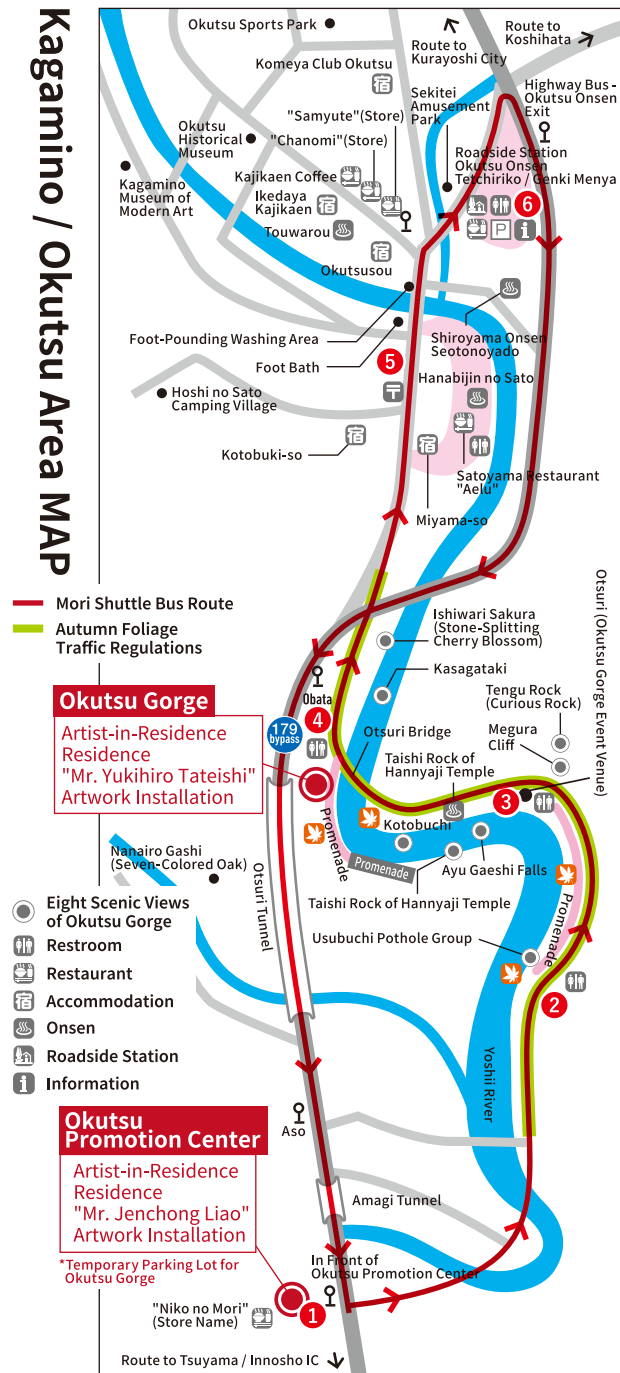 Kagamino / Okutsu Area MAP
Okutsu Sports Park
Route to
Kurayoshi City
Route to
Koshihata
Komeya Club Okutsu
宿
Sekitei
Amusement
Park
Highway Bus -
Okutsu Onsen
Exit
"Samyute"(Store)
Okutsu
Historical
Museum
"Chanomi"(Store)
Roadside Station
Okutsu Onsen
Tetchiriko / Genki Menya
Kajikaen Coffee
Kagamino
Museum of
Modern Art
Ikedaya
Kajikaen
宿
6
P
i
Touwarou
宿
Okutsusou
Foot-Pounding Washing Area
Shiroyama Onsen
Seotonoyado
Foot Bath
5
Hanabijin no Sato
Hoshi no Sato
Camping Village
〒
Kotobuki-so
宿
宿
Satoyama Restaurant
"Aelu"
Miyama-so
Mori Shuttle Bus Route
Autumn Foliage
Traffic Regulations
Ishiwari Sakura
(Stone-Splitting
Cherry Blossom)
Kasagataki
Otsuri (Okutsu Gorge Event Venue)
Okutsu Gorge
Artist-in-Residence
Residence
"Mr. Yukihiro Tateishi"
Artwork Installation
Obata
4
179
bypass
Otsuri Bridge
Tengu Rock
(Curious Rock)
Megura
Cliff
Taishi Rock of
Hannyaji Temple
3
Promenade
Kotobuchi
Promenade
Ayu Gaeshi Falls
Nanairo Gashi
(Seven-Colored Oak)
Otsuri Tunnel
Taishi Rock of Hannyaji Temple
Promenade
Usubuchi Pothole Group
2
Eight Scenic Views
of Okutsu Gorge
Restroom
Restaurant
宿
Accommodation
Onsen
Roadside Station
i
Information
Yoshii River
Aso
Okutsu
Promotion Center
Artist-in-Residence
Residence
"Mr. Jenchong Liao"
Artwork Installation
*Temporary Parking Lot for
Okutsu Gorge
Amagi Tunnel
In Front of
Okutsu Promotion Center
"Niko no Mori"
(Store Name)
1
Route to Tsuyama / Innosho IC